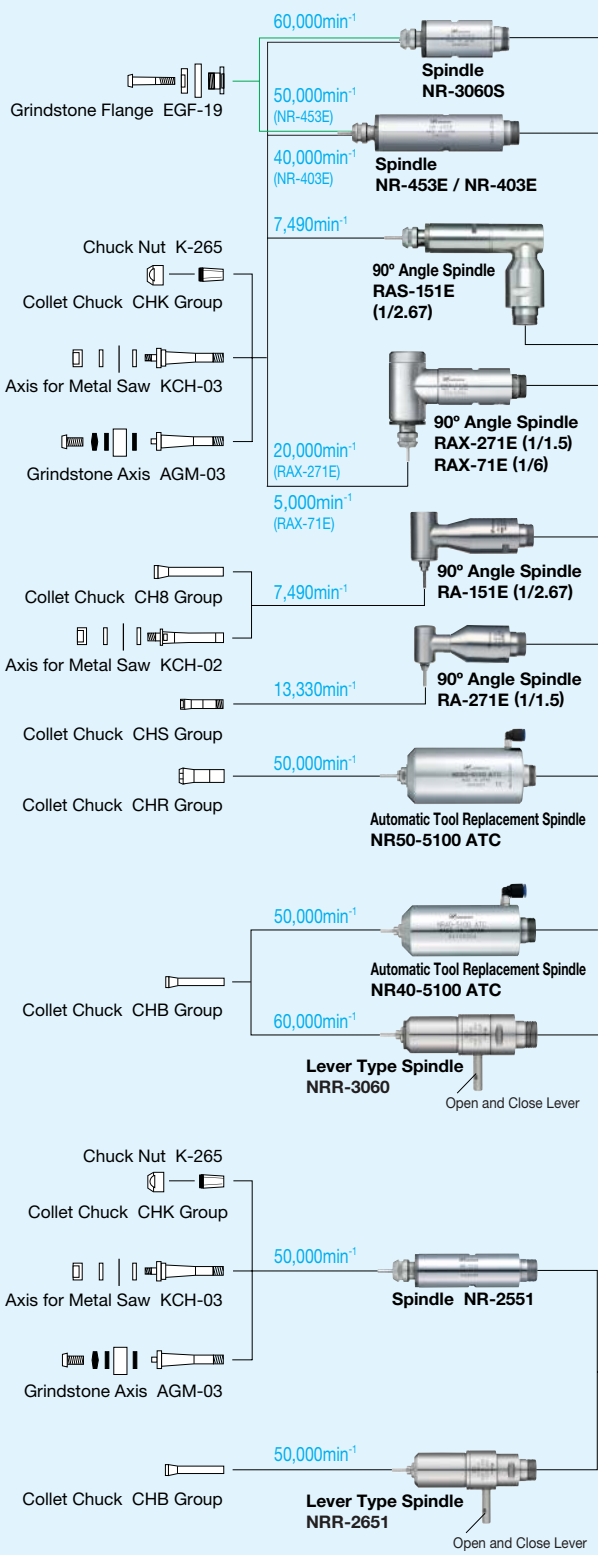 60,000min-1
Spindle
NR-3060S
Grindstone Flange EGF-19
50,000min-1
(NR-453E)
40,000min-1
(NR-403E)
Spindle
NR-453E / NR-403E
7,490min-1
Chuck Nut K-265
Collet Chuck CHK Group
90º Angle Spindle
RAS-151E
(1/2.67)
Axis for Metal Saw KCH-03
Grindstone Axis AGM-03
20,000min-1
(RAX-271E)
5,000min-1
(RAX-71E)
90º Angle Spindle
RAX-271E (1/1.5)
RAX-71E (1/6)
Collet Chuck CH8 Group
7,490min-1
90º Angle Spindle
RA-151E (1/2.67)
Axis for Metal Saw KCH-02
13,330min-1
90º Angle Spindle
RA-271E (1/1.5)
Collet Chuck CHS Group
50,000min-1
Collet Chuck CHR Group
Automatic Tool Replacement Spindle
NR50-5100 ATC
50,000min-1
Automatic Tool Replacement Spindle
NR40-5100 ATC
Collet Chuck CHB Group
60,000min-1
Lever Type Spindle
NRR-3060
Open and Close Lever
Chuck Nut K-265
Collet Chuck CHK Group
50,000min-1
Axis for Metal Saw KCH-03
Spindle NR-2551
Grindstone Axis AGM-03
50,000min-1
Collet Chuck CHB Group
Lever Type Spindle
NRR-2651
Open and Close Lever